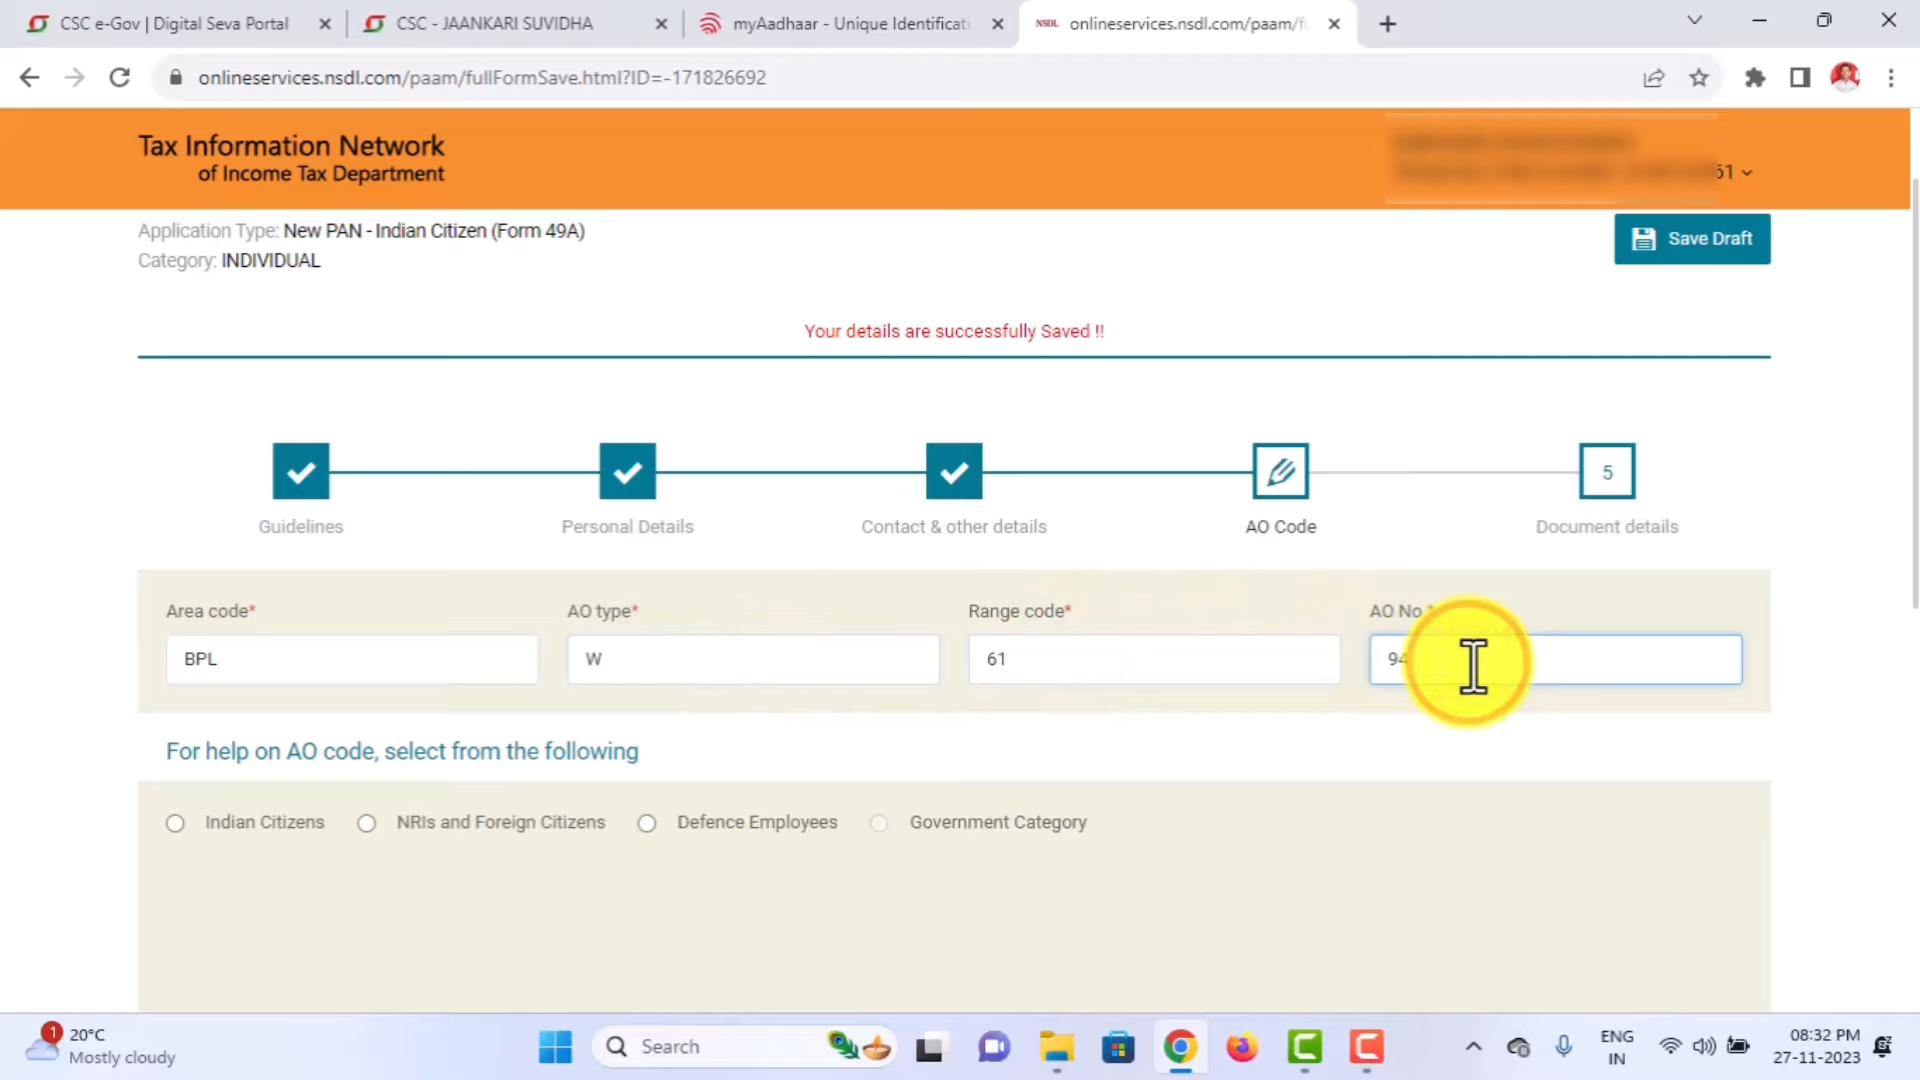 CSC e-Gov | Digital Seva Portal
CSC - JAANKARI SUVIDHA
myAadhaar - Unique Identificati
NSDL onlineservices.nsdl.com/paam/fu
onlineservices.nsdl.com/paam/fullFormSave.html?ID=-171826692
Tax Information Network
of Income Tax Department
61
Application Type: New PAN - Indian Citizen (Form 49A)
Save Draft
Category: INDIVIDUAL
Your details are successfully Saved !!
5
Guidelines
Personal Details
Contact & other details
AO Code
Document details
Area code*
AO type*
Range code*
AO No.*
BPL
W
61
94
For help on AO code, select from the following
Indian Citizens
NRIs and Foreign Citizens
Defence Employees
Government Category
1
20°C
Mostly cloudy
Search
ENG
IN
08:32 PM
27-11-2023